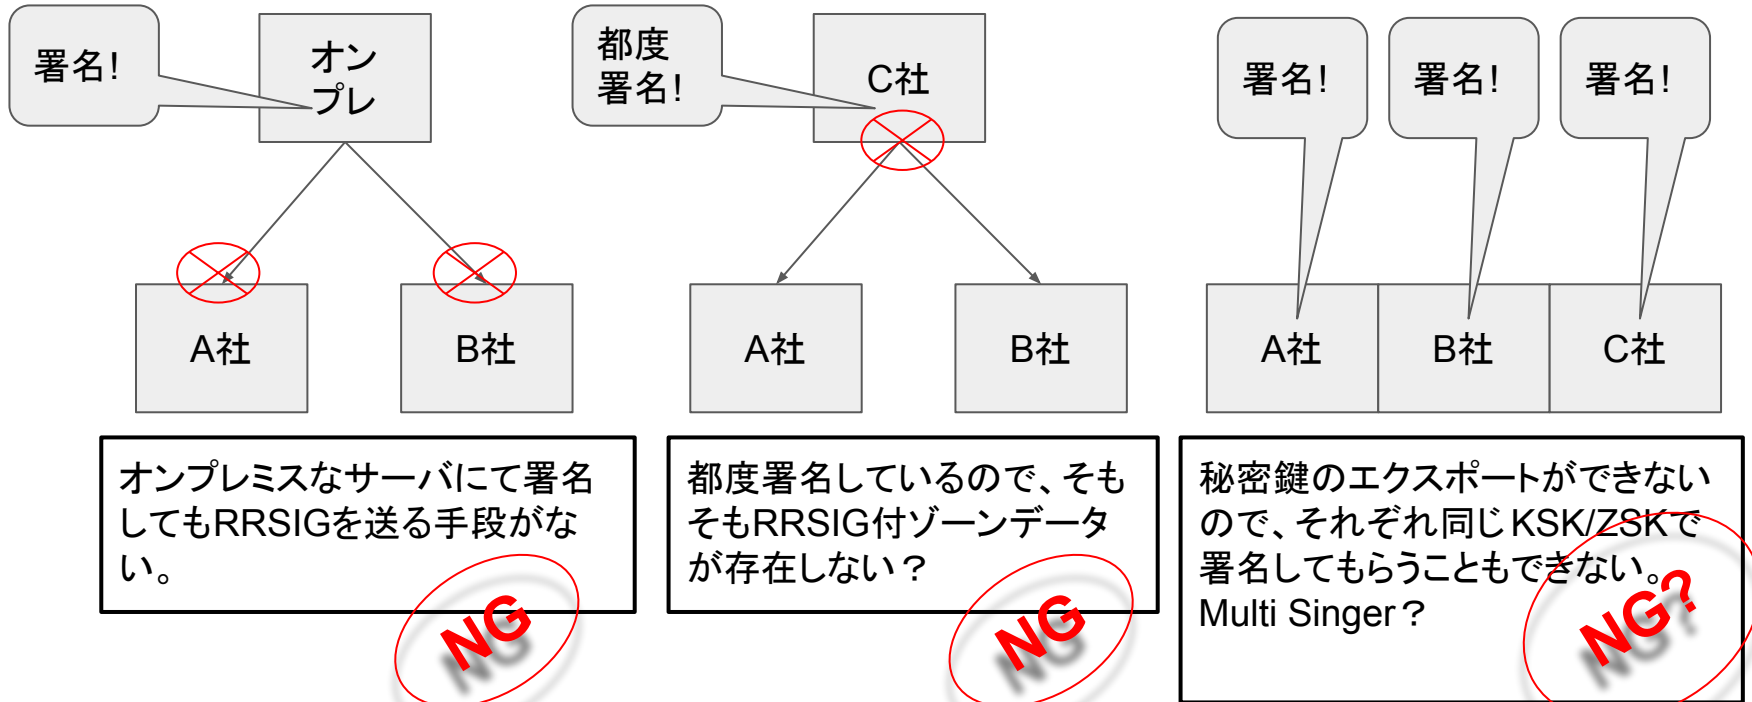 署名!
オン
プレ
A社
B社
オンプレミスなサーバにて署名
してもRRSIGを送る手段がな
い。
NG
都度
署名!
C社
A社
B社
都度署名しているので、そも
そもRRSIG付ゾーンデータ
が存在しない？
NG
署名!
署名!
署名!
A社
B社
C社
秘密鍵のエクスポートができない
ので、それぞれ同じKSK/ZSKで
署名してもらうこともできない。
Multi Singer？
NG?